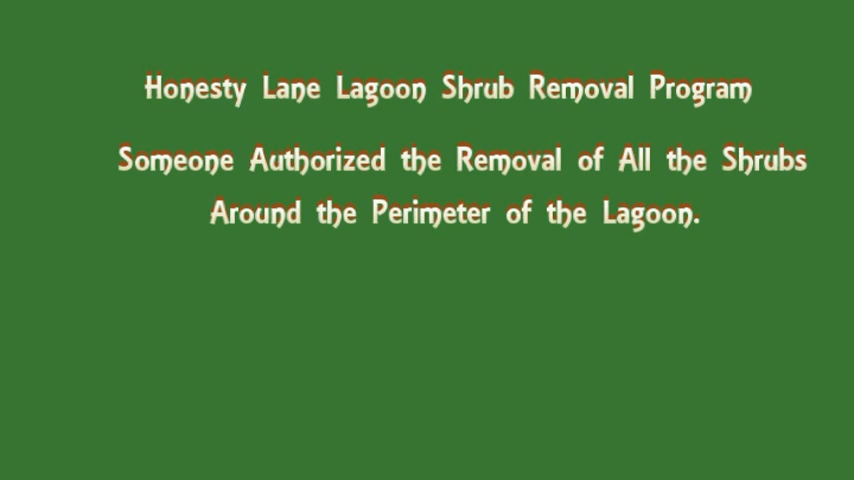 Honesty Lane Lagoon Shrub Removal Program
Someone Authorized the Removal of All the Shrubs
Around the Perimeter of the Lagoon.